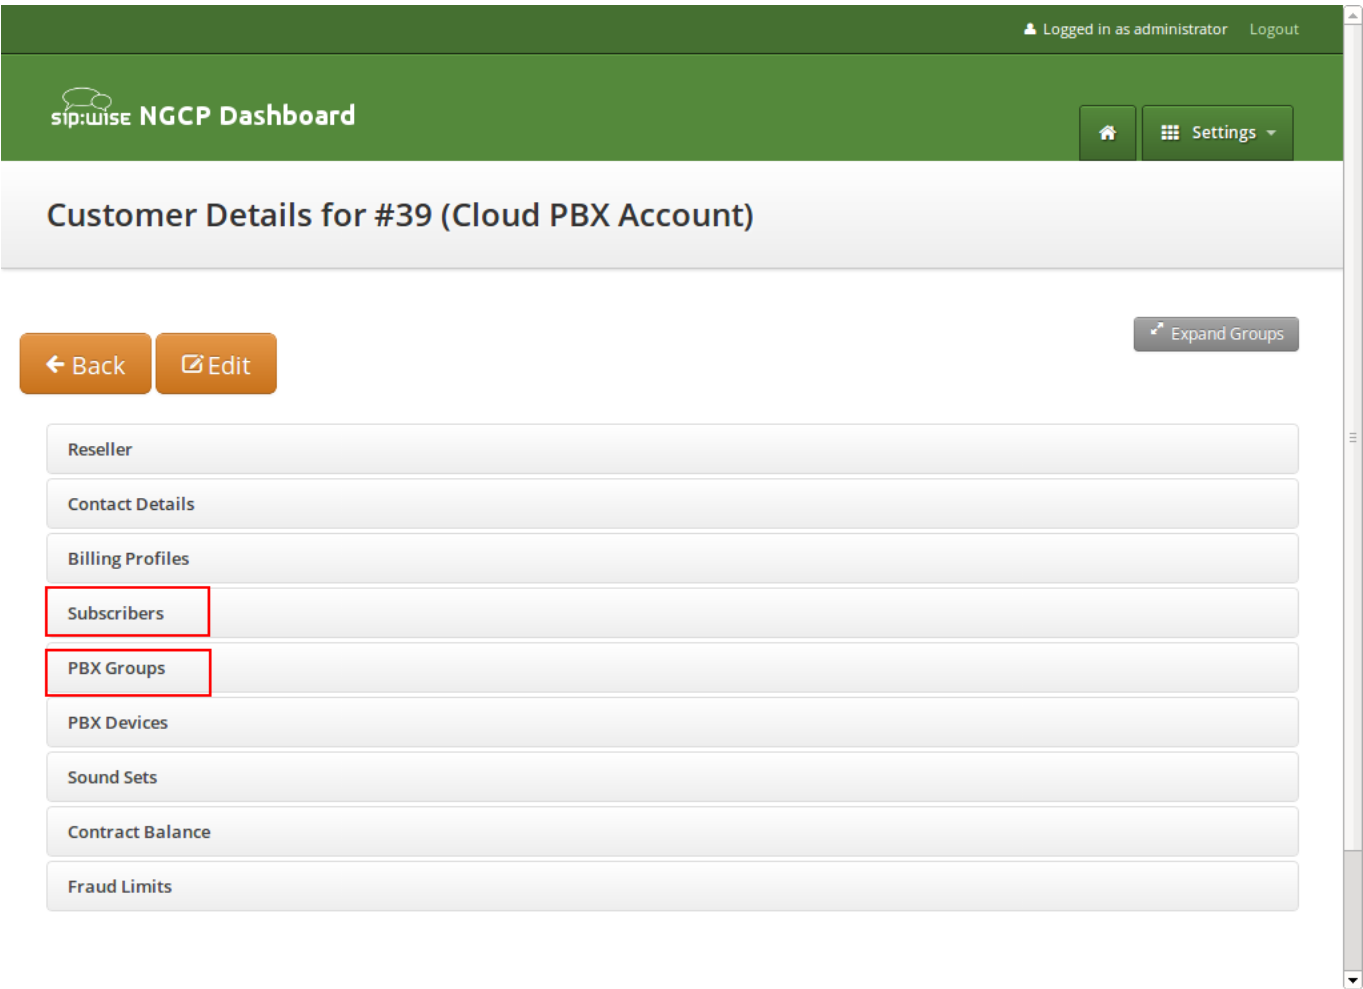 Logged in as administrator Logout
sip:wise NGCP Dashboard
Settings
Customer Details for #39 (Cloud PBX Account)
Expand Groups
Back Edit
Reseller
Contact Details
Billing Profiles
Subscribers
PBX Groups
PBX Devices
Sound Sets
Contract Balance
Fraud Limits